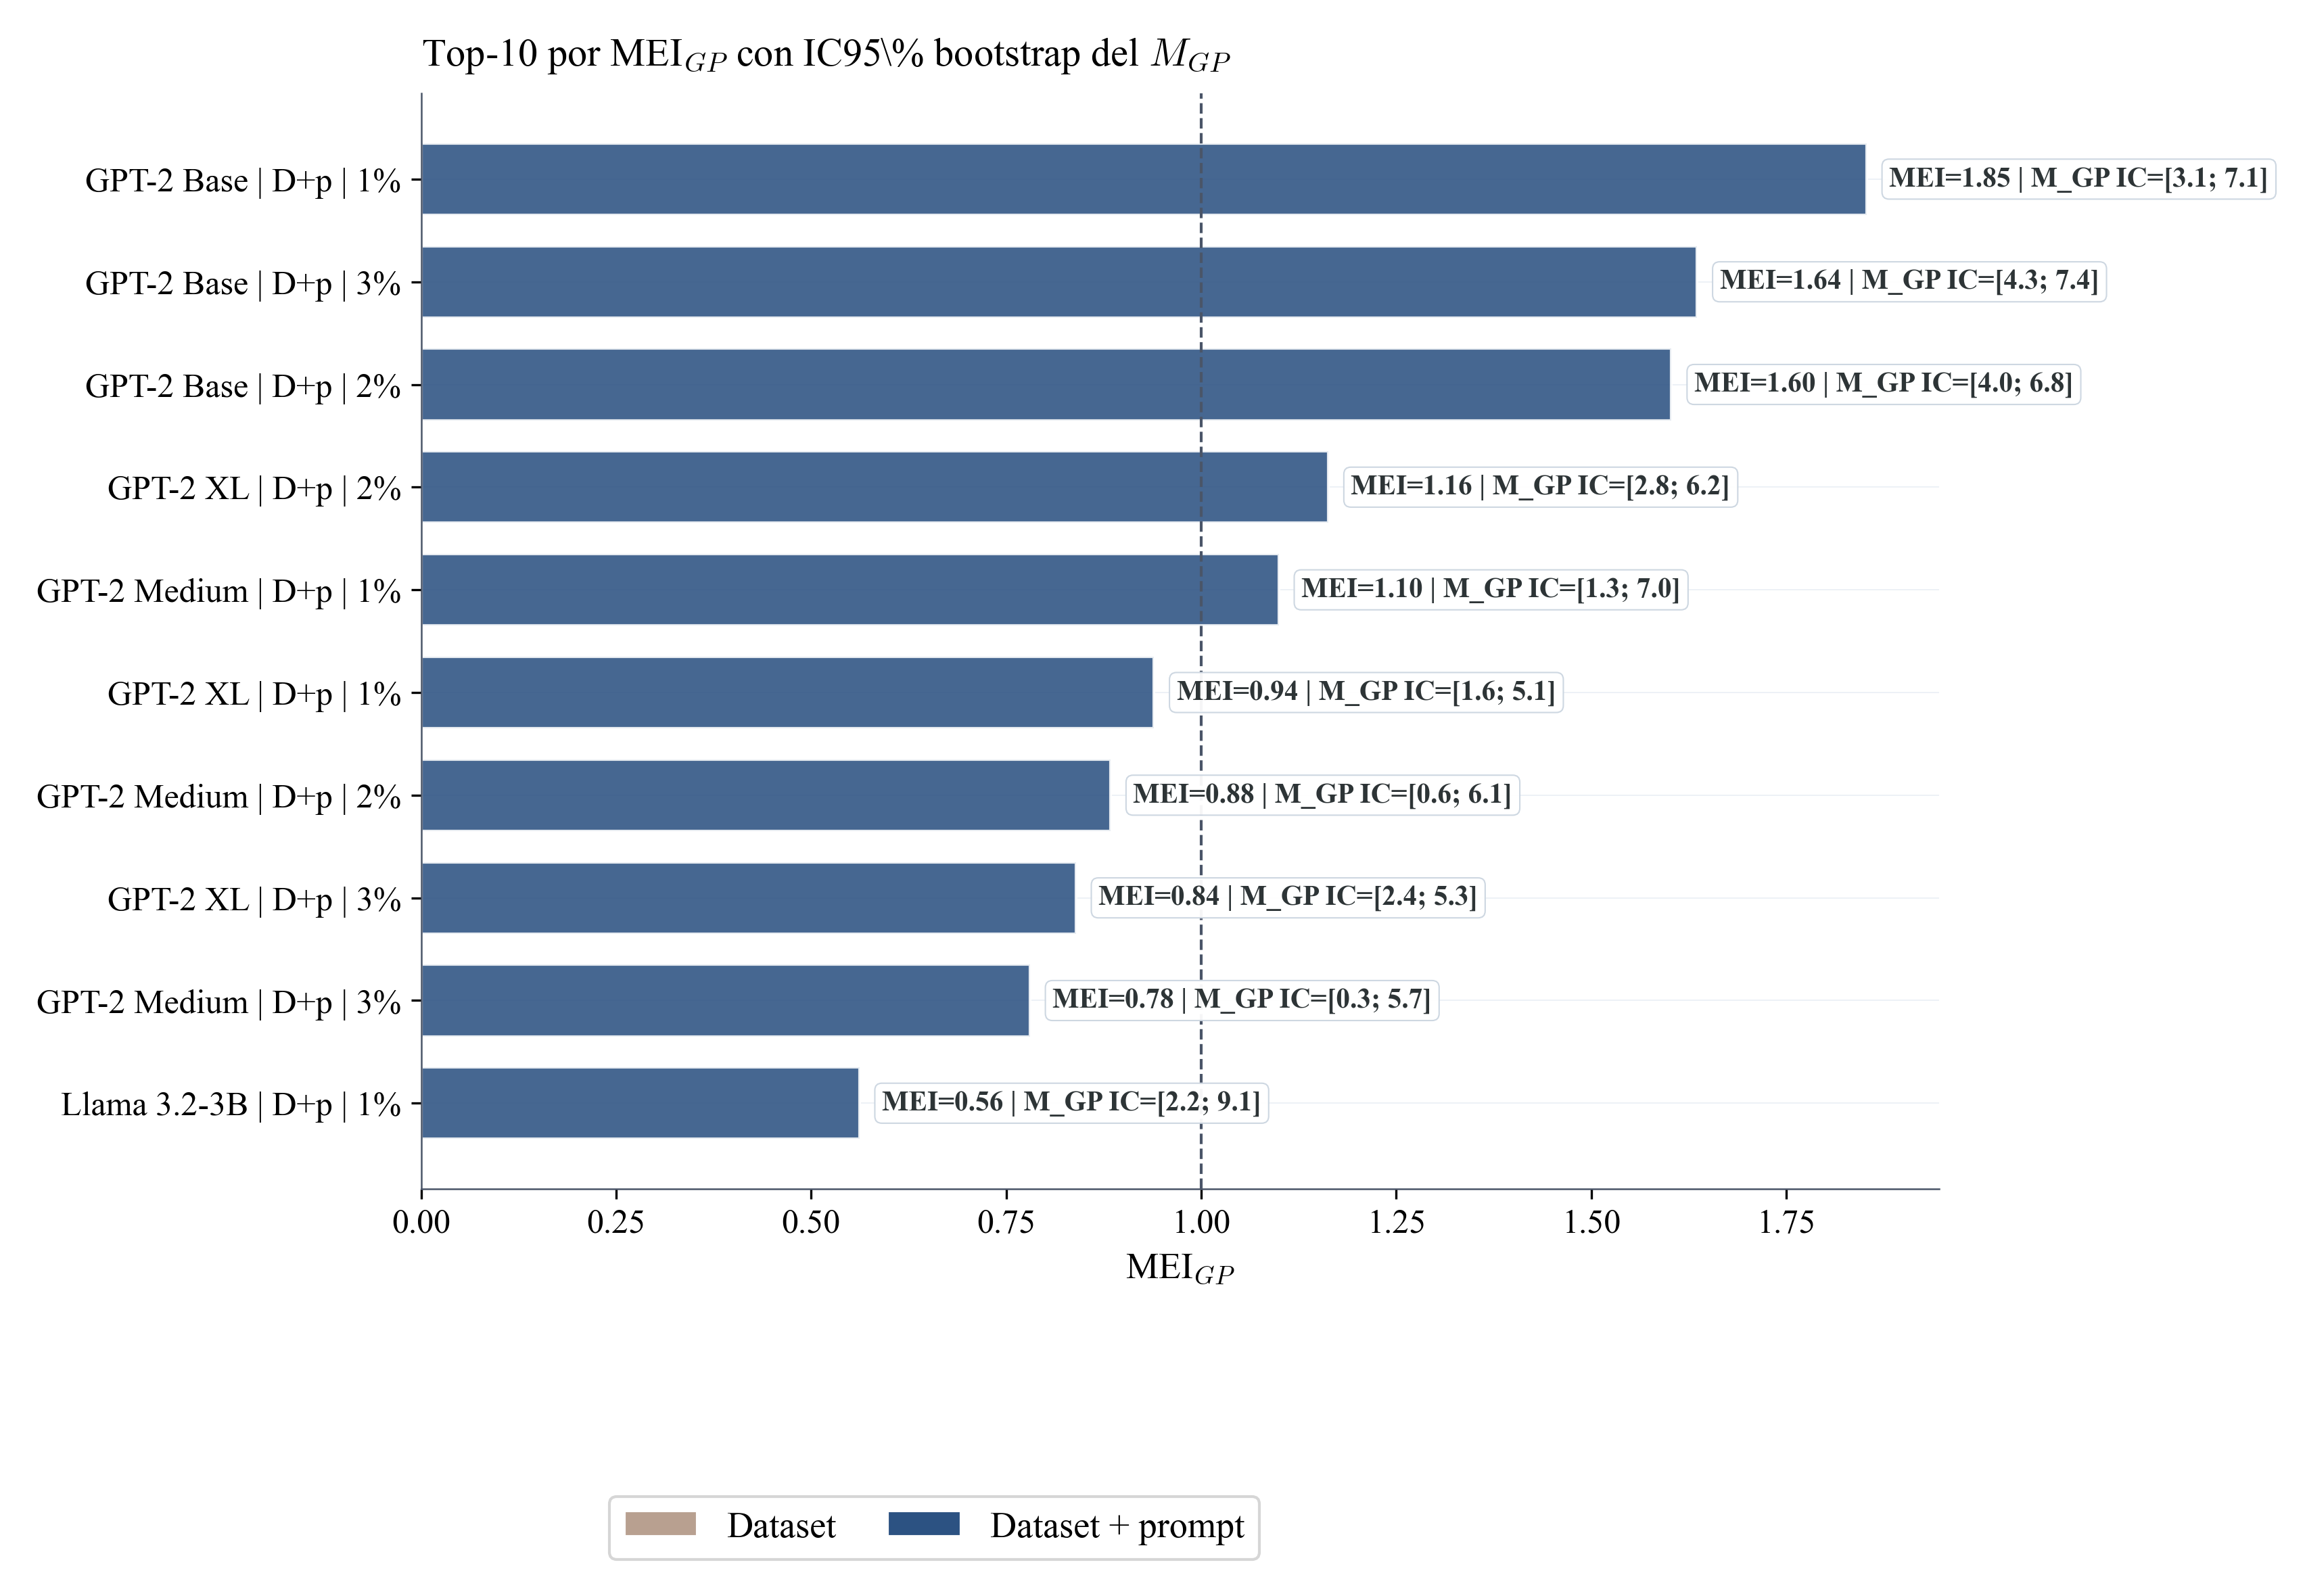 Top-10 por MEI_GP con IC95\% bootstrap del M_GP
GPT-2 Base | D+p | 1% MEI=1.85 | M_GP IC=[3.1; 7.1]
GPT-2 Base | D+p | 3% MEI=1.64 | M_GP IC=[4.3; 7.4]
GPT-2 Base | D+p | 2% MEI=1.60 | M_GP IC=[4.0; 6.8]
GPT-2 XL | D+p | 2% MEI=1.16 | M_GP IC=[2.8; 6.2]
GPT-2 Medium | D+p | 1% MEI=1.10 | M_GP IC=[1.3; 7.0]
GPT-2 XL | D+p | 1% MEI=0.94 | M_GP IC=[1.6; 5.1]
GPT-2 Medium | D+p | 2% MEI=0.88 | M_GP IC=[0.6; 6.1]
GPT-2 XL | D+p | 3% MEI=0.84 | M_GP IC=[2.4; 5.3]
GPT-2 Medium | D+p | 3% MEI=0.78 | M_GP IC=[0.3; 5.7]
Llama 3.2-3B | D+p | 1% MEI=0.56 | M_GP IC=[2.2; 9.1]
0.00 0.25 0.50 0.75 1.00 1.25 1.50 1.75
MEI_GP
Dataset Dataset + prompt